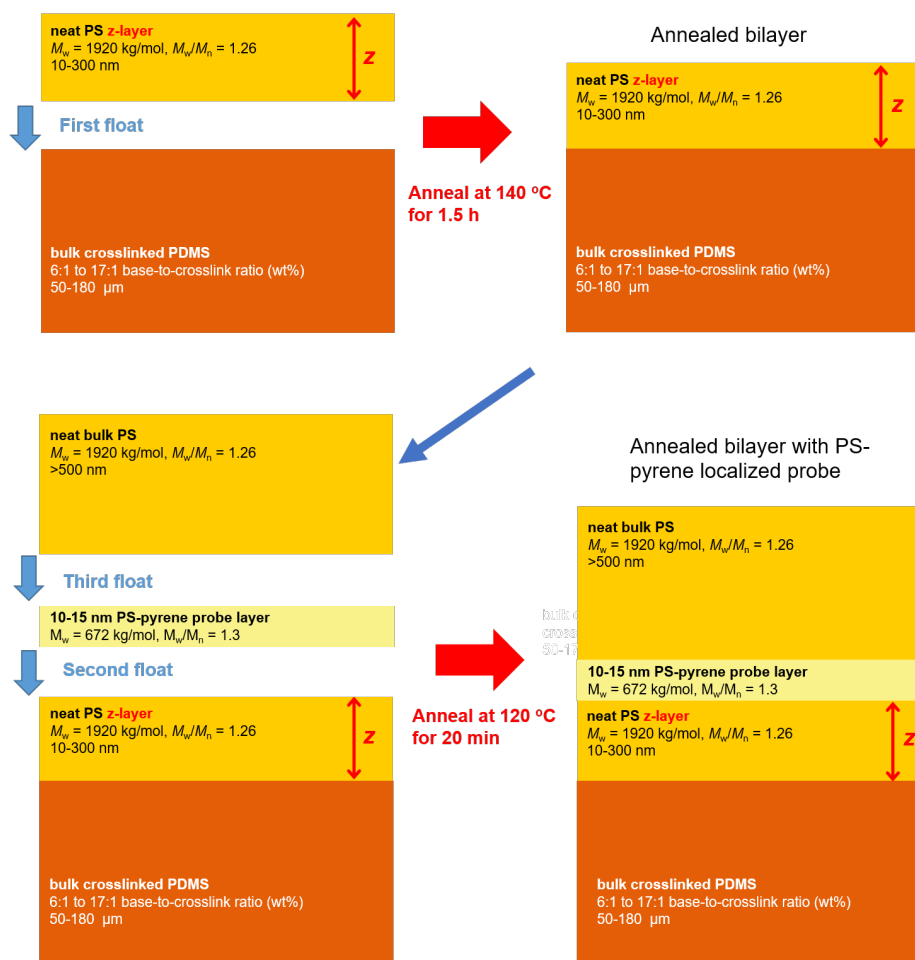 neat PS z-layer
Mw = 1920 kg/mol, Mw/Mn = 1.26
10-300 nm
z
First float
bulk crosslinked PDMS
6:1 to 17:1 base-to-crosslink ratio (wt%)
50-180 μm
Anneal at 140 ºC
for 1.5 h
Annealed bilayer
neat PS z-layer
Mw = 1920 kg/mol, Mw/Mn = 1.26
10-300 nm
z
bulk crosslinked PDMS
6:1 to 17:1 base-to-crosslink ratio (wt%)
50-180 μm
neat bulk PS
Mw = 1920 kg/mol, Mw/Mn = 1.26
>500 nm
Third float
10-15 nm PS-pyrene probe layer
Mw = 672 kg/mol, Mw/Mn = 1.3
Second float
neat PS z-layer
Mw = 1920 kg/mol, Mw/Mn = 1.26
10-300 nm
z
bulk crosslinked PDMS
6:1 to 17:1 base-to-crosslink ratio (wt%)
50-180 μm
Anneal at 120 ºC
for 20 min
Annealed bilayer with PS-
pyrene localized probe
neat bulk PS
Mw = 1920 kg/mol, Mw/Mn = 1.26
>500 nm
bulk
10-15 nm PS-pyrene probe layer
Mw = 672 kg/mol, Mw/Mn = 1.3
neat PS z-layer
Mw = 1920 kg/mol, Mw/Mn = 1.26
10-300 nm
z
bulk crosslinked PDMS
6:1 to 17:1 base-to-crosslink ratio (wt%)
50-180 μm